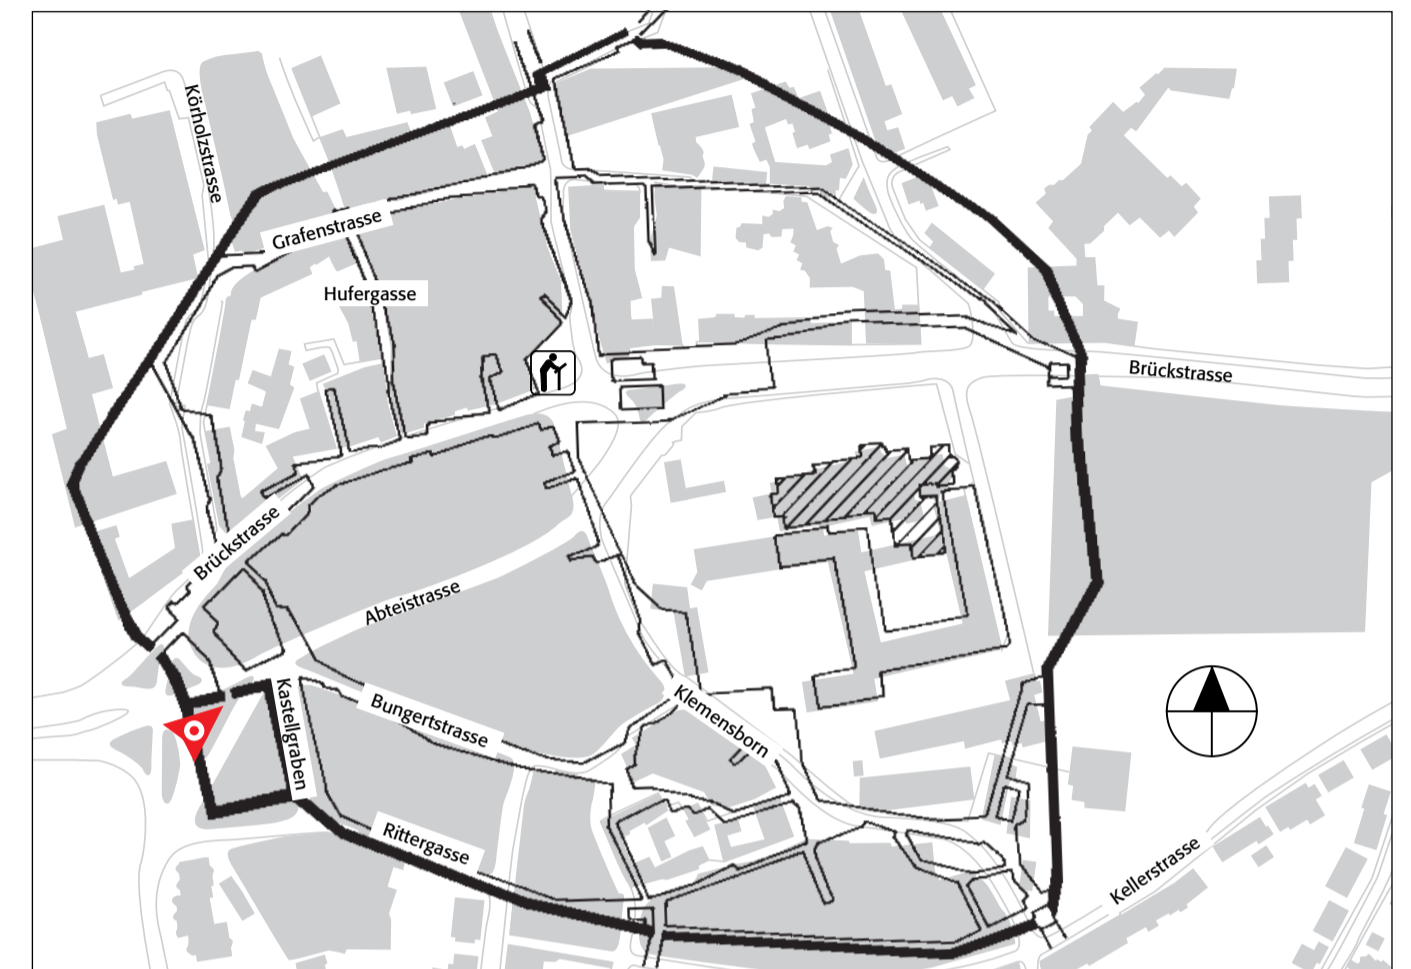 Körholzstrasse
Grafenstrasse
Hufergasse
Brückstrasse
Brückstrasse
Abteistrasse
Kastellgraben
Bungertstrasse
Klemensborn
Rittergasse
Kellerstrasse